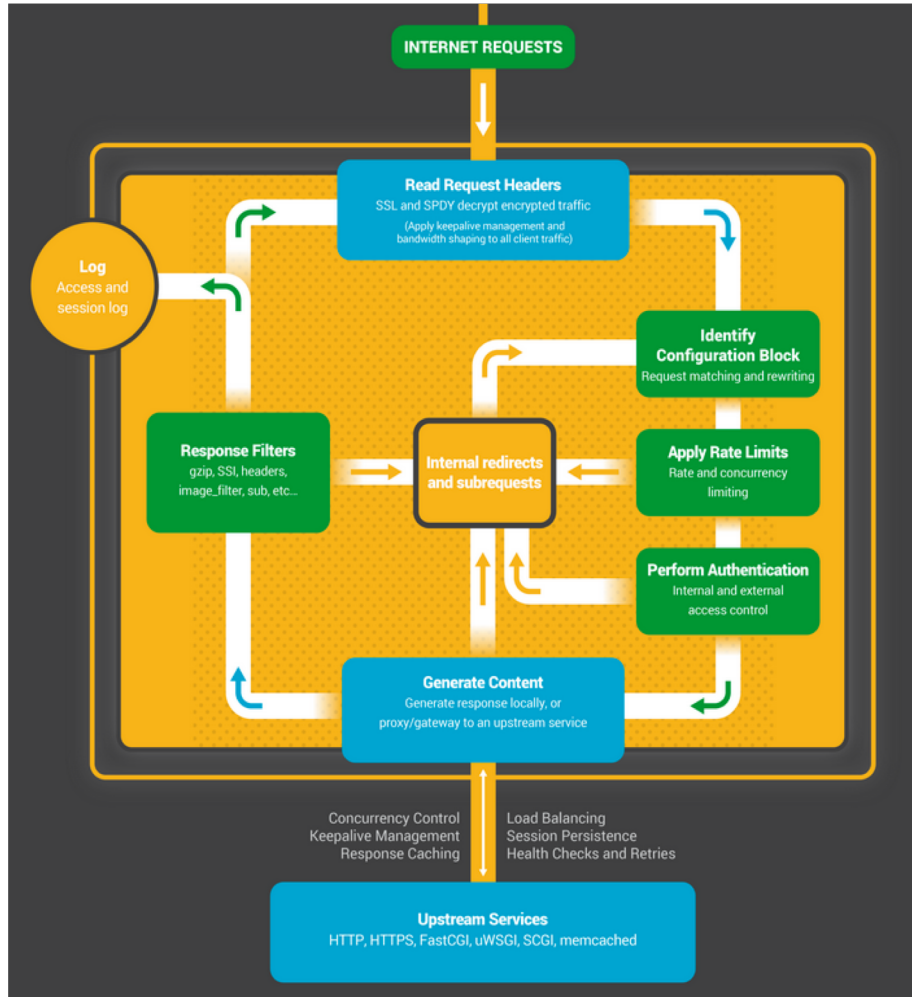 INTERNET REQUESTS
Read Request Headers
SSL and SPDY decrypt encrypted traffic
(Apply keepalive management and
bandwidth shaping to all client traffic)
Log
Access and
session log
Identify
Configuration Block
Request matching and rewriting
Response Filters
gzip, SSI, headers,
image_filter, sub, etc...
Internal redirects
and subrequests
Apply Rate Limits
Rate and concurrency
limiting
Perform Authentication
Internal and external
access control
Generate Content
Generate response locally, or
proxy/gateway to an upstream service
Concurrency Control
Keepalive Management
Response Caching
Load Balancing
Session Persistence
Health Checks and Retries
Upstream Services
HTTP, HTTPS, FastCGI, uWSGI, SCGI, memcached